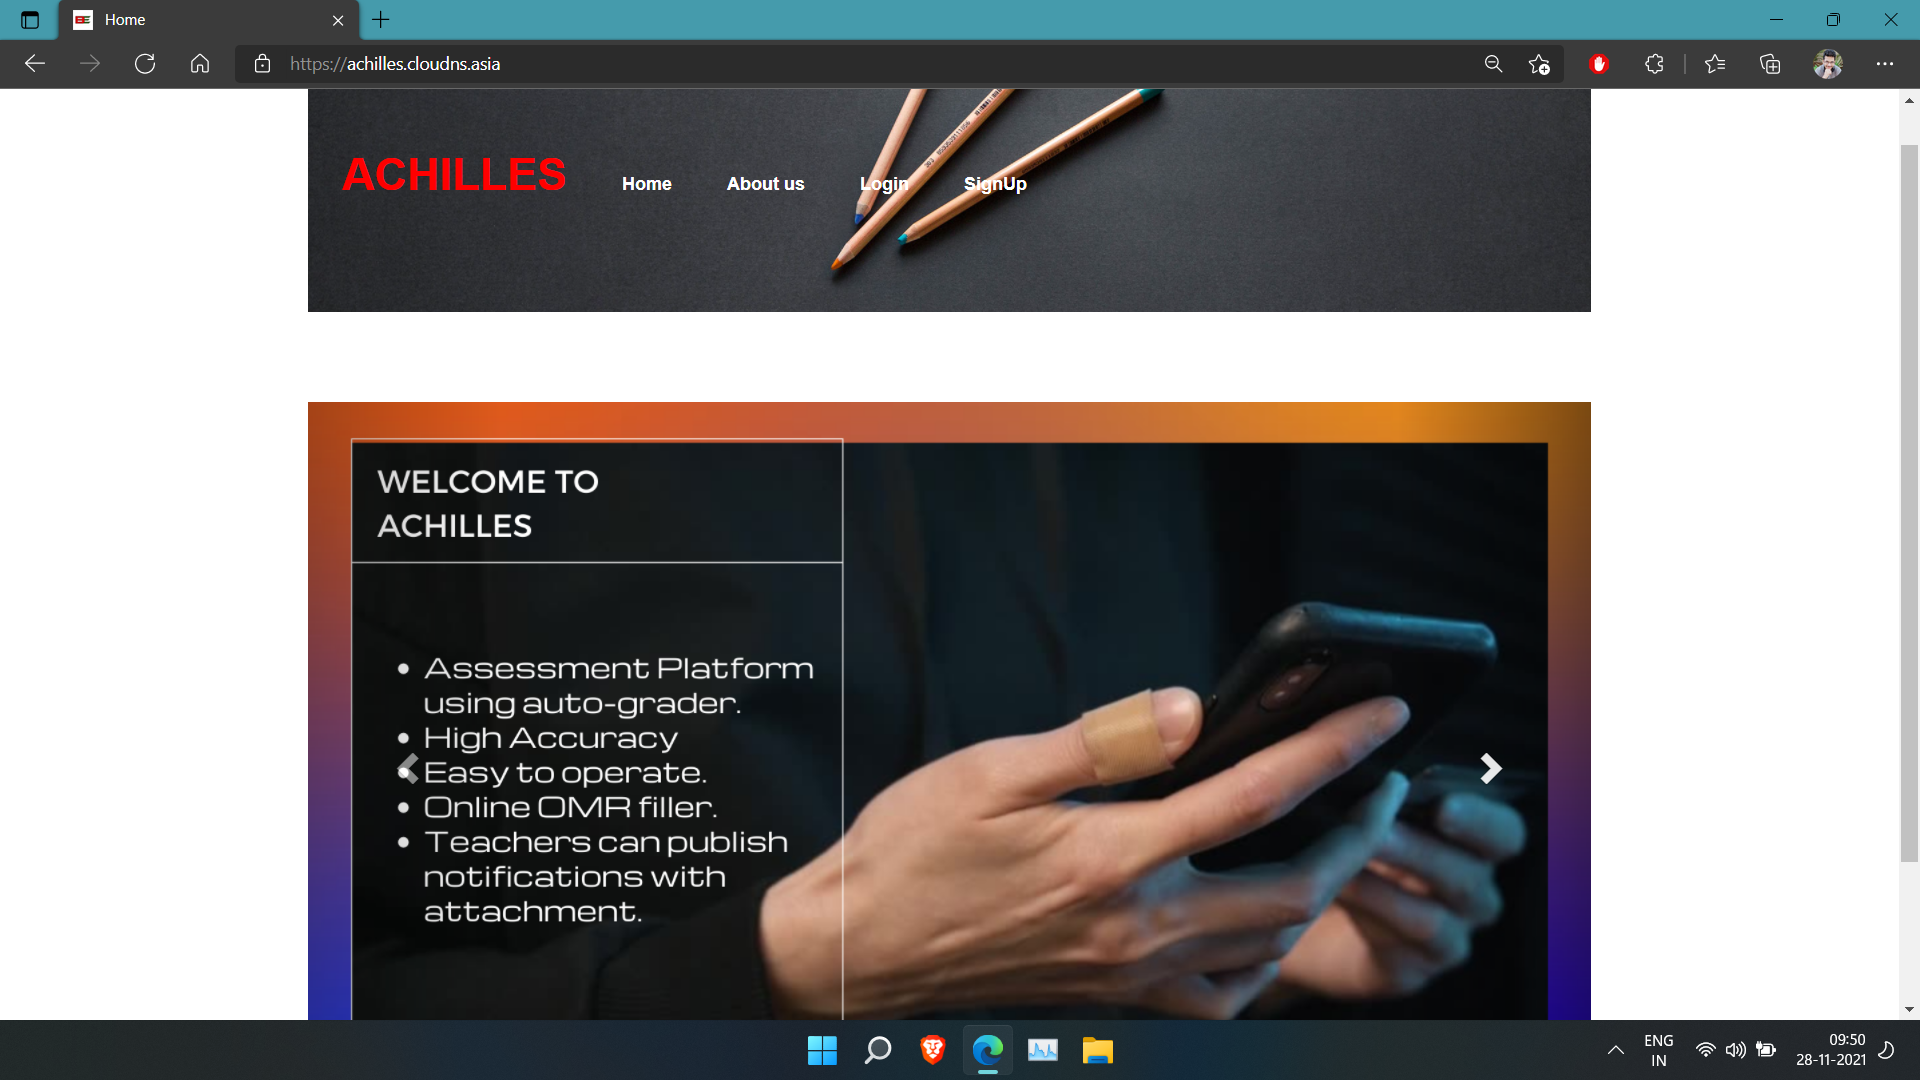 Home
https://achilles.cloudns.asia
ACHILLES
Home
About us
Login
SignUp
WELCOME TO
ACHILLES
Assessment Platform
using auto-grader.
High Accuracy
Easy to operate.
Online OMR filler.
Teachers can publish
notifications with
attachment.
ENG
IN
09:50
28-11-2021